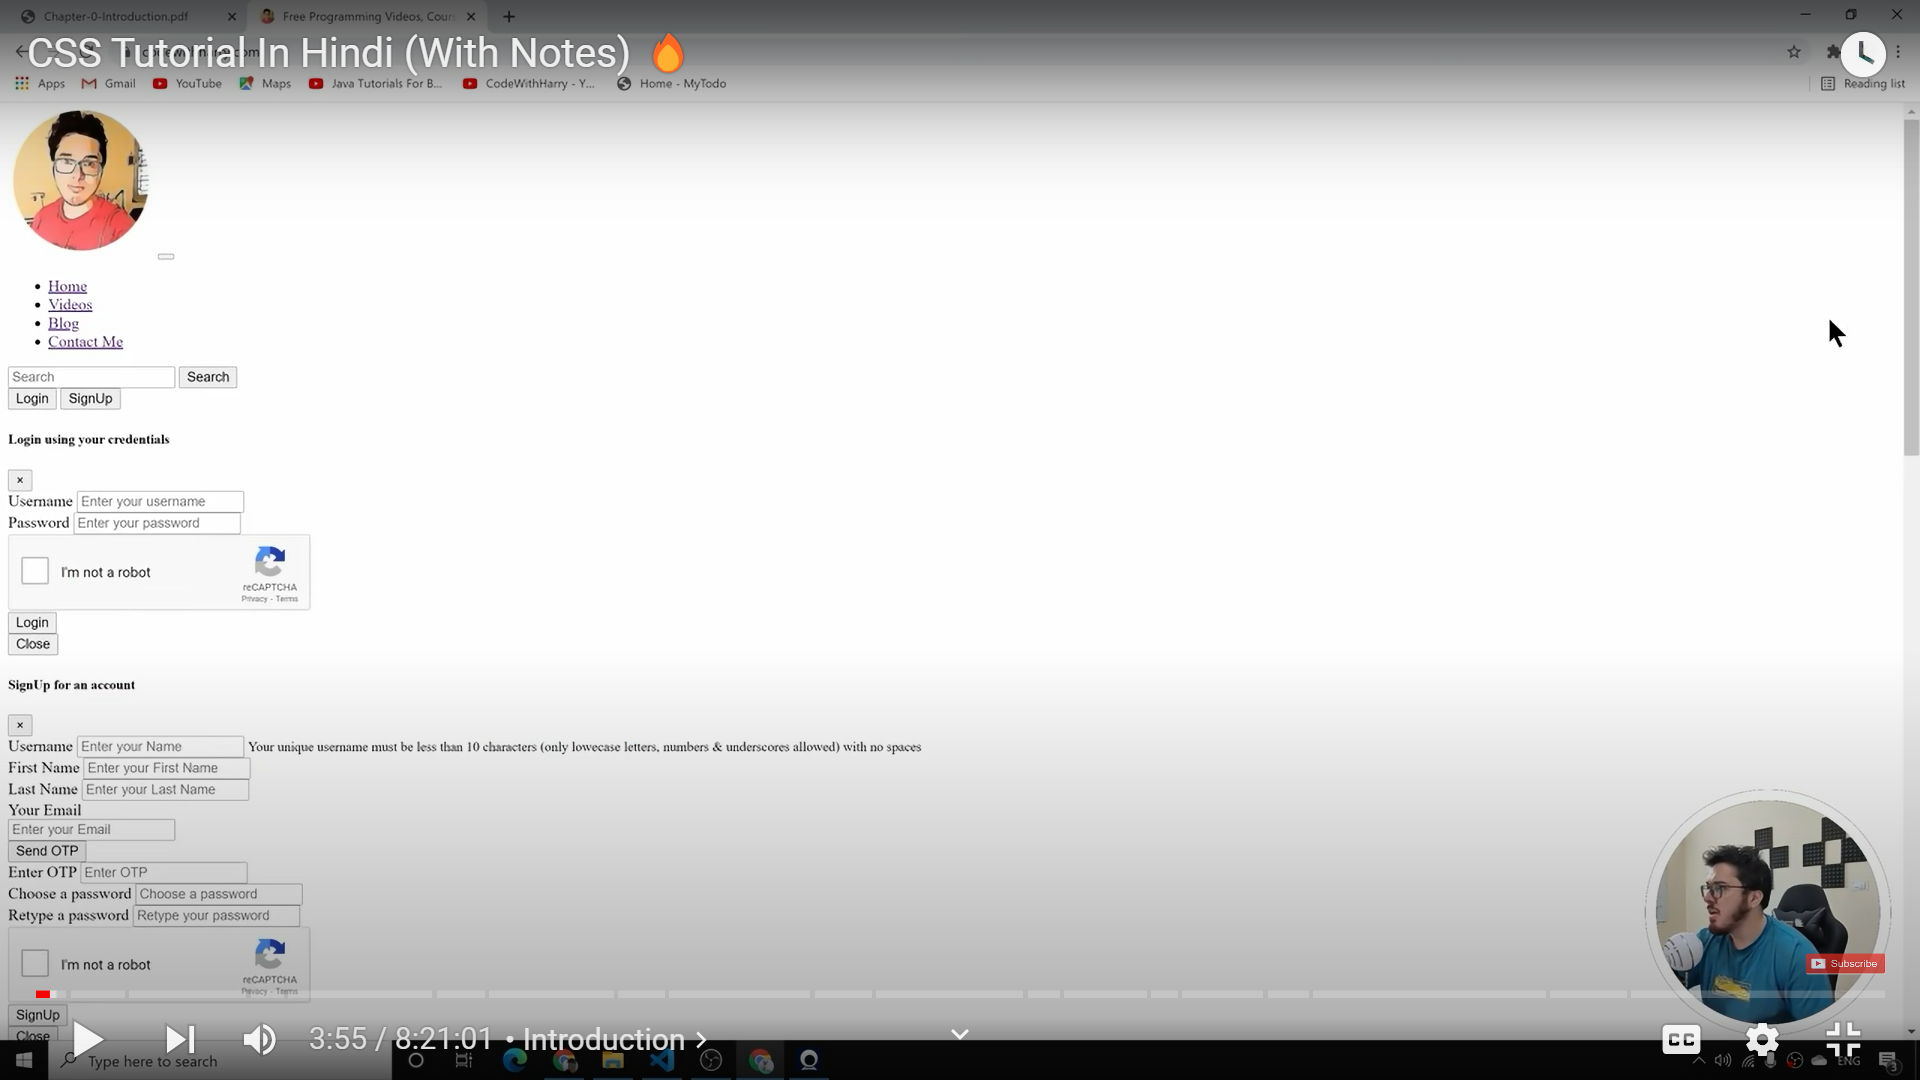 Chapter-0-Introduction.pdf
Free Programming Videos, Cour
CSS Tutorial In Hindi (With Notes)
Apps
Gmail
YouTube
Maps
Java Tutorials For B...
CodeWithHarry - Y...
Home - MyTodo
Reading list
Home
Videos
Blog
Contact Me
Search Search
Login SignUp
Login using your credentials
×
Username Enter your username
Password Enter your password
I'm not a robot
reCAPTCHA
Privacy - Terms
Login
Close
SignUp for an account
×
Username Enter your Name Your unique username must be less than 10 characters (only lowecase letters, numbers & underscores allowed) with no spaces
First Name Enter your First Name
Last Name Enter your Last Name
Your Email
Enter your Email
Send OTP
Enter OTP Enter OTP
Choose a password Choose a password
Retype a password Retype your password
I'm not a robot
reCAPTCHA
Privacy - Terms
Subscribe
SignUp
Close
3:55 / 8:21:01 • Introduction
CC
Type here to search
ENG
3